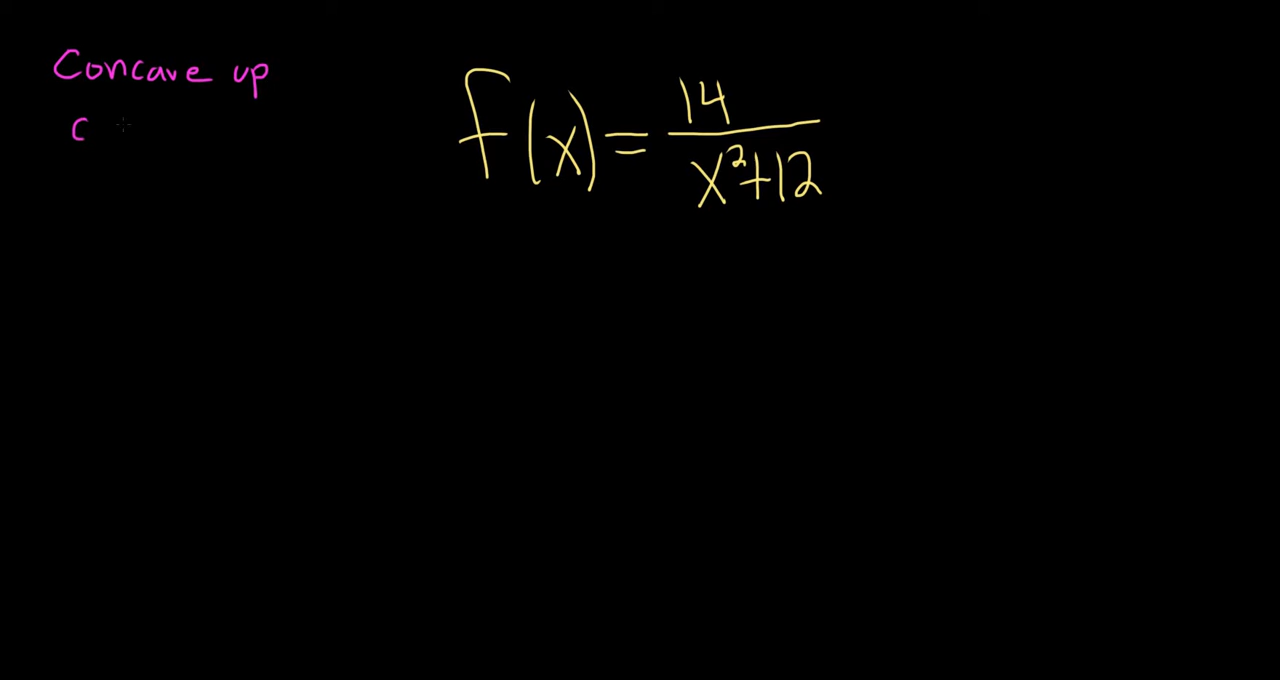 Concave up
C
f(x) = 14 / (x²+12)